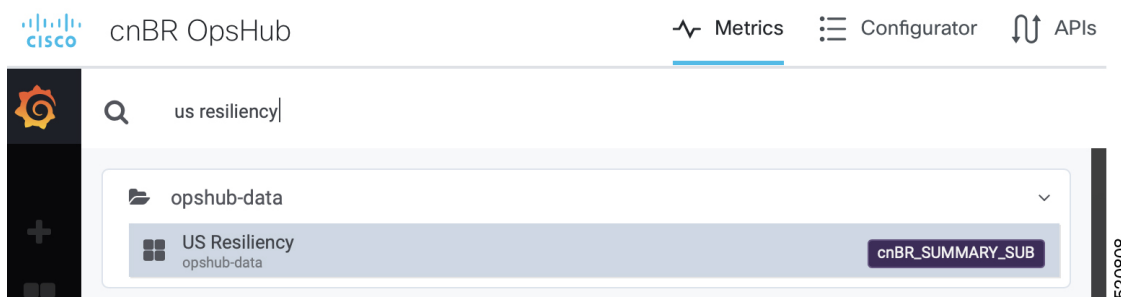 CISCO
cnBR OpsHub
Metrics
Configurator
APIs
us resiliency
opshub-data
US Resiliency
opshub-data
cnBR_SUMMARY_SUB